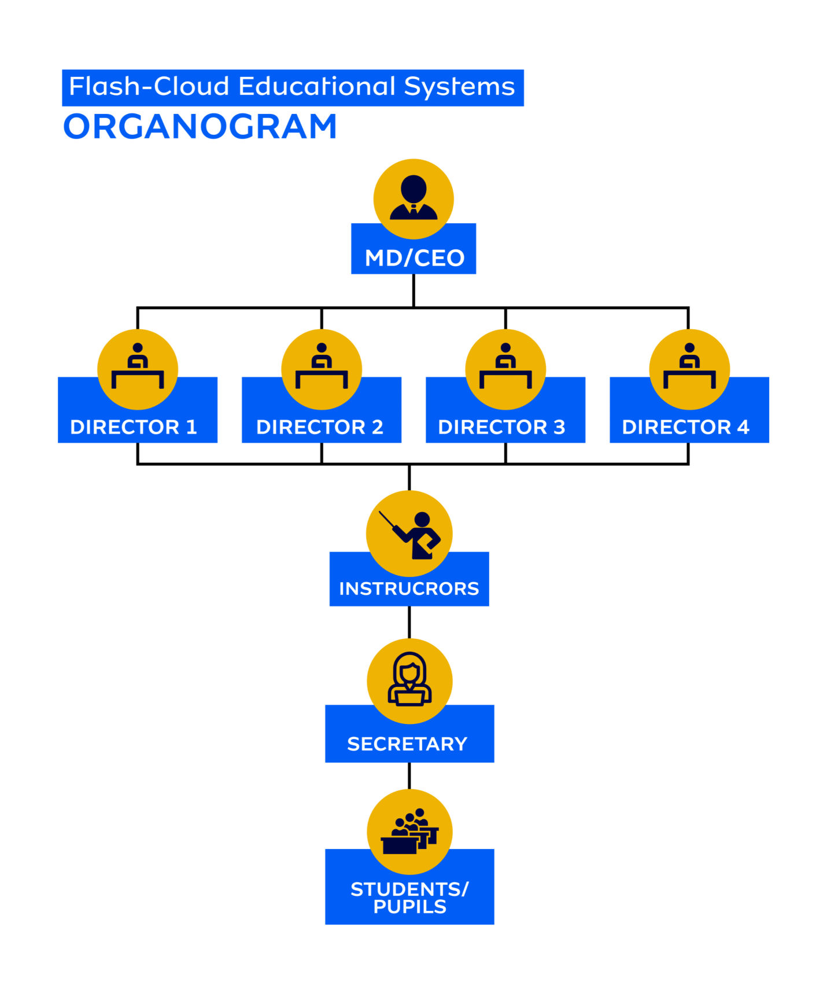 Flash-Cloud Educational Systems
ORGANOGRAM
MD/CEO
DIRECTOR 1
DIRECTOR 2
DIRECTOR 3
DIRECTOR 4
INSTRUCRORS
SECRETARY
STUDENTS/
PUPILS